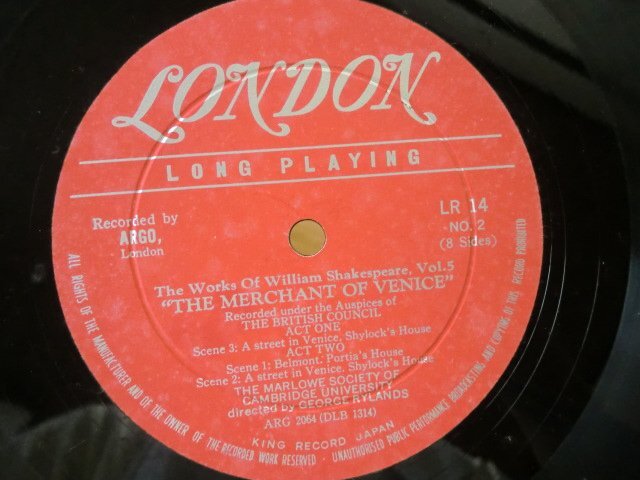 LONDON
LONG PLAYING
Recorded by
ARGO,
London
LR 14
NO. 2
(8 Sides)
The Works Of William Shakespeare, Vol.5
"THE MERCHANT OF VENICE"
Recorded under the Auspices of
THE BRITISH COUNCIL
ACT ONE
Scene 3: A street in Venice, Shylock's House
ACT TWO
Scene 1: Belmont. Portia's House
Scene 2: A street in Venice, Shylock's House
THE MARLOWE SOCIETY OF
CAMBRIDGE UNIVERSITY
directed by GEORGE RYLANDS
ARG 2064 (DLB 1314)
KING RECORD JAPAN
ALL RIGHTS OF THE MANUFACTURER AND OF THE OWNER OF THE RECORDED WORK RESERVED - UNAUTHORISED PUBLIC PERFORMANCE BROADCASTING AND COPYING OF THIS RECORD PROHIBITED